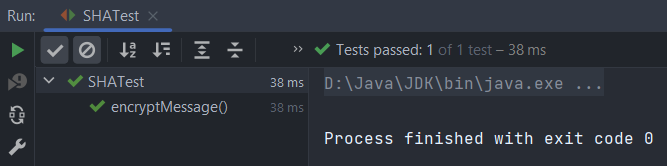 Run: SHATest
Tests passed: 1 of 1 test – 38 ms
SHATest 38 ms
encryptMessage() 38 ms
D:\Java\JDK\bin\java.exe ...
Process finished with exit code 0